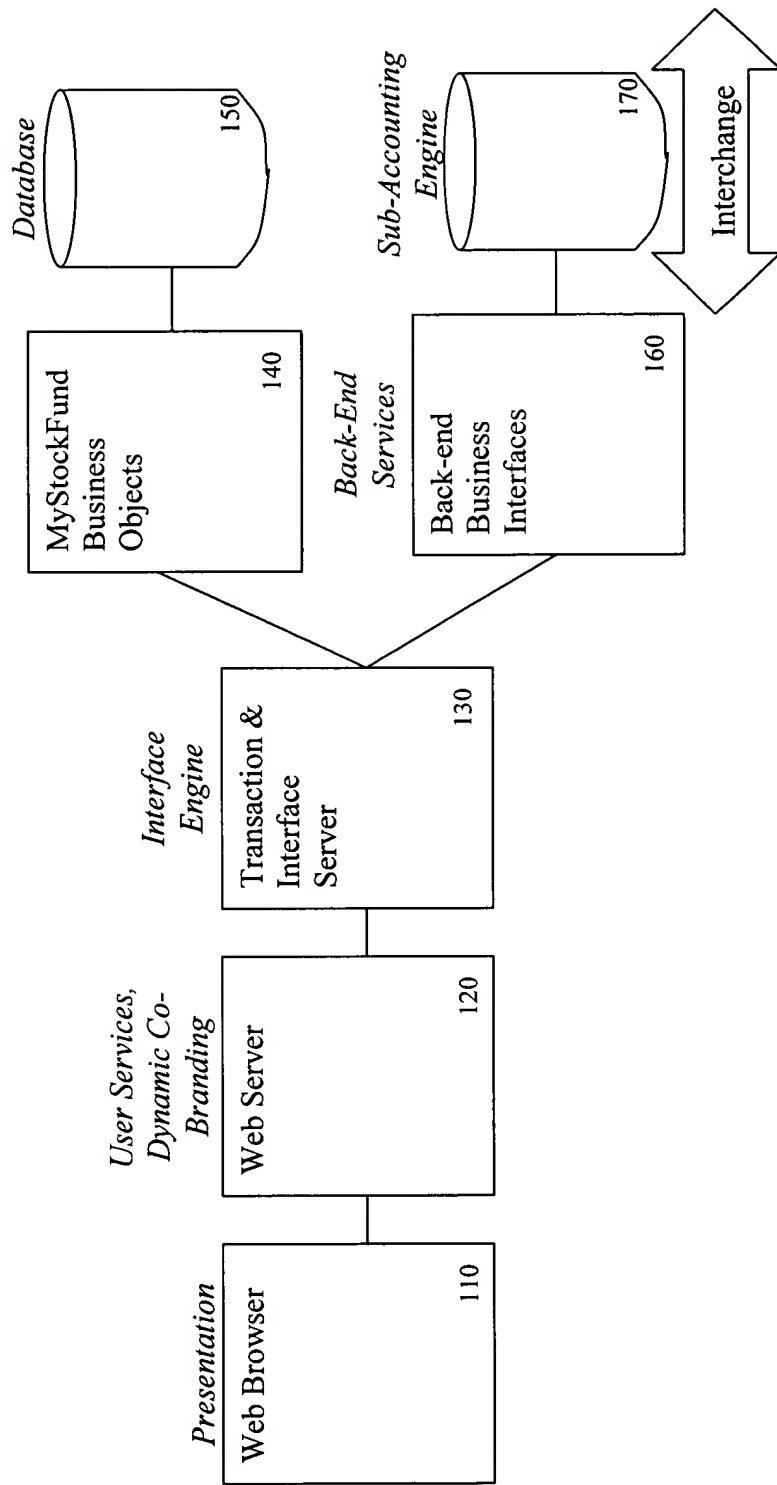 Presentation
Web Browser
110
User Services,
Dynamic Co-
Branding
Web Server
120
Interface
Engine
Transaction &
Interface
Server
130
MyStockFund
Business
Objects
140
Database
150
Back-End
Services
Back-end
Business
Interfaces
160
Sub-Accounting
Engine
170
Interchange